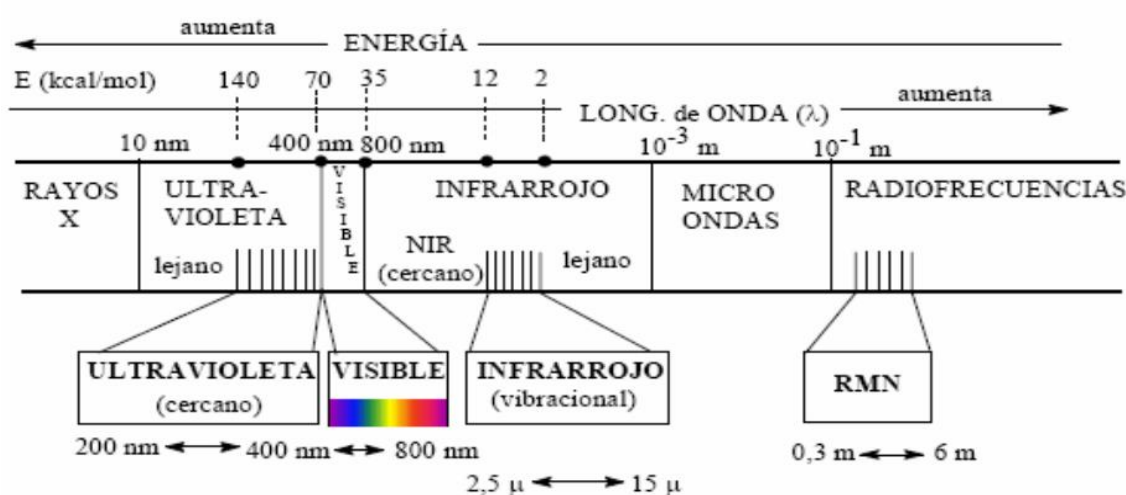 aumenta
ENERGÍA
E (kcal/mol) 140 70 35 12 2
LONG. de ONDA (λ) aumenta
10 nm 400 nm 800 nm 10⁻³ m 10⁻¹ m
RAYOS X
ULTRA-
VIOLETA
lejano
VISIBLE
INFRARROJO
NIR
(cercano)
lejano
MICRO
ONDAS
RADIOFRECUENCIAS
ULTRAVIOLETA
(cercano)
VISIBLE
INFRARROJO
(vibracional)
RMN
200 nm 400 nm 800 nm
2,5 μ 15 μ
0,3 m 6 m